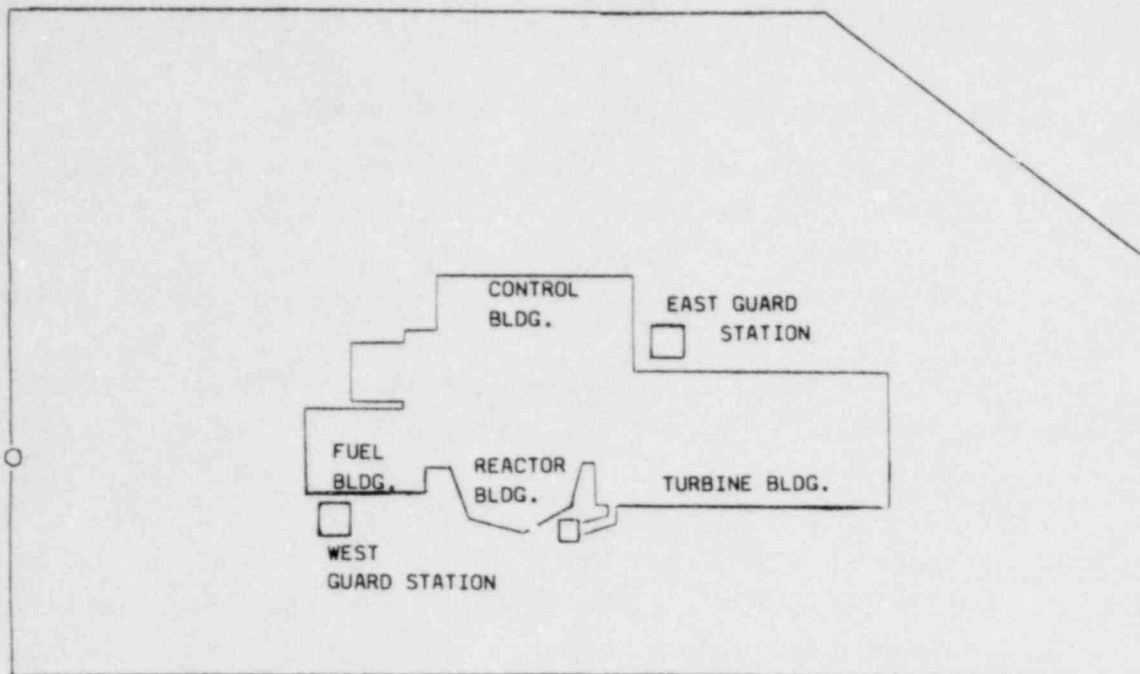 CONTROL
BLDG.
EAST GUARD
STATION
FUEL
BLDG.
REACTOR
BLDG.
TURBINE BLDG.
WEST
GUARD STATION